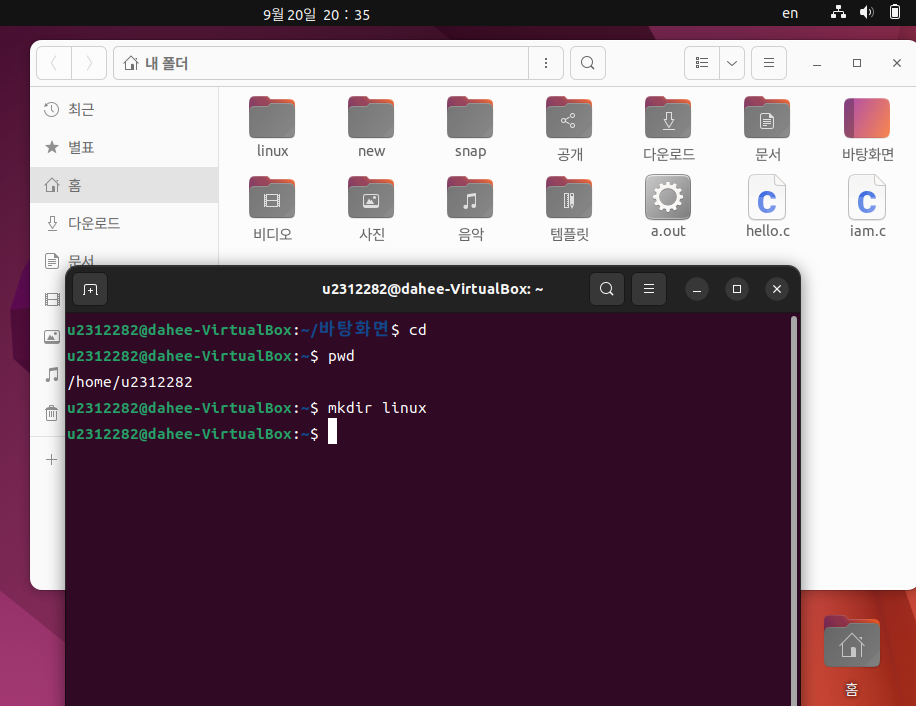 9월 20일 20 : 35
en
내 폴더
최근
별표
홈
다운로드
문서
linux
new
snap
공개
다운로드
문서
바탕화면
비디오
사진
음악
템플릿
a.out
hello.c
iam.c
u2312282@dahee-VirtualBox: ~
u2312282@dahee-VirtualBox:~/바탕화면$ cd
u2312282@dahee-VirtualBox:~$ pwd
/home/u2312282
u2312282@dahee-VirtualBox:~$ mkdir linux
u2312282@dahee-VirtualBox:~$
홈